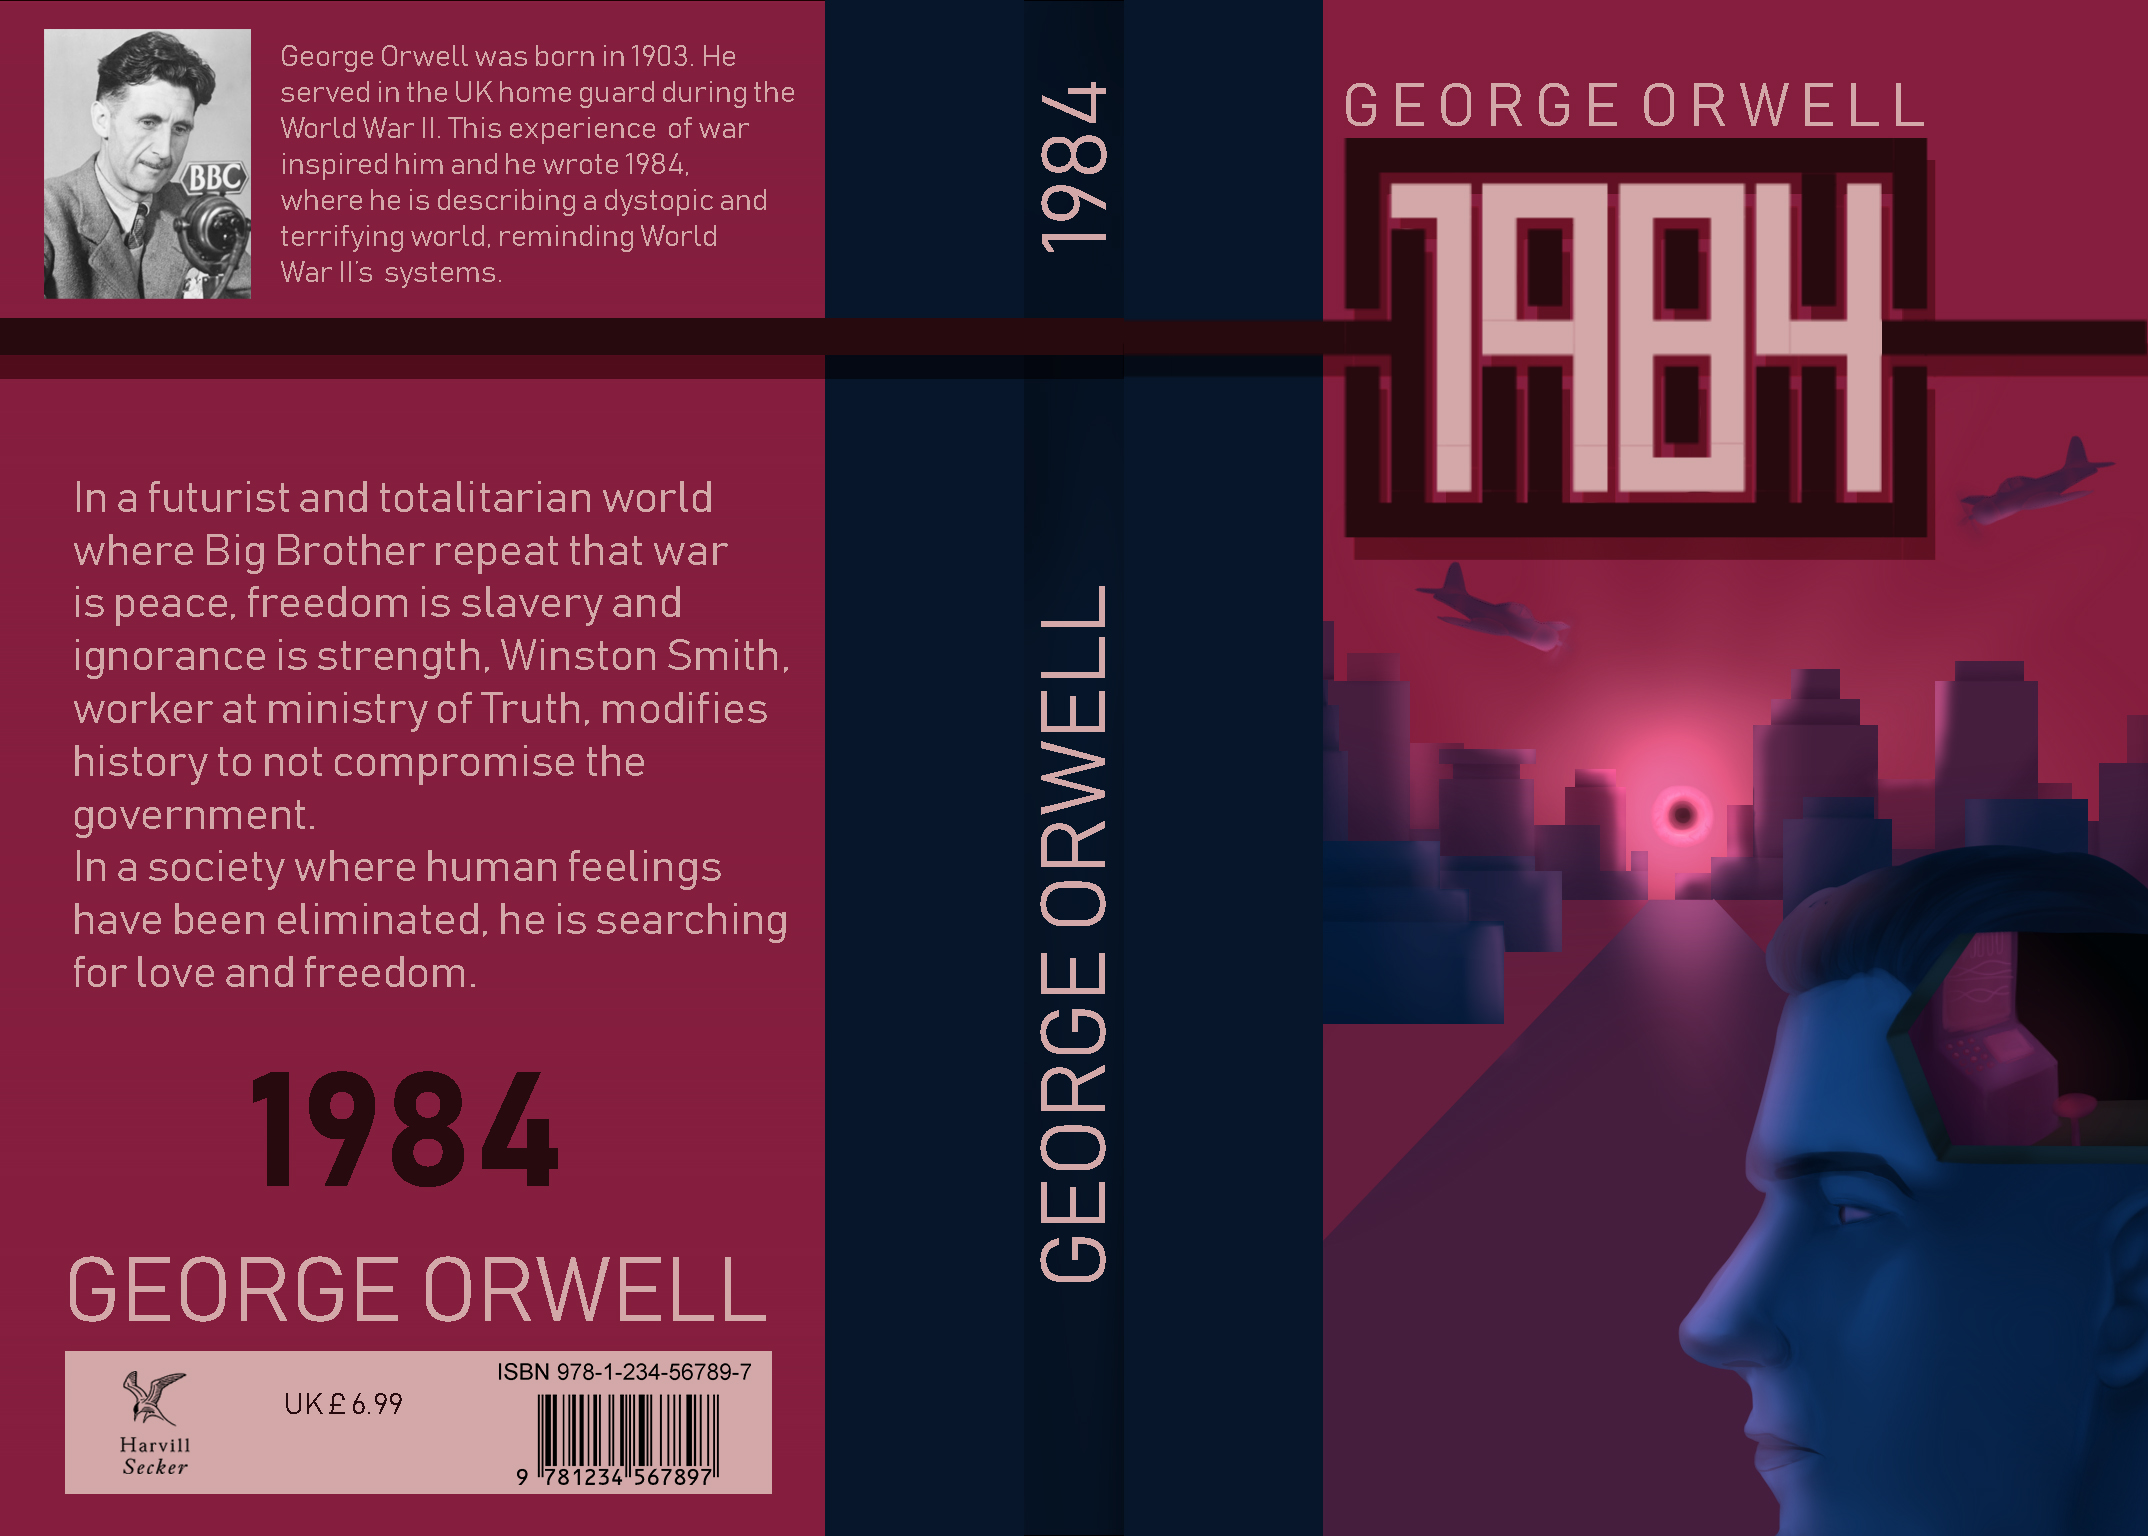 George Orwell was born in 1903. He
served in the UK home guard during the
World War II. This experience of war
inspired him and he wrote 1984,
where he is describing a dystopic and
terrifying world, reminding World
War II's systems.
BBC
In a futurist and totalitarian world
where Big Brother repeat that war
is peace, freedom is slavery and
ignorance is strength, Winston Smith,
worker at ministry of Truth, modifies
history to not compromise the
government.
In a society where human feelings
have been eliminated, he is searching
for love and freedom.
1984
GEORGE ORWELL
Harvill
Secker
UK £ 6.99
ISBN 978-1-234-56789-7
9 781234 567897
GEORGE ORWELL 1984
GEORGE ORWELL
1984